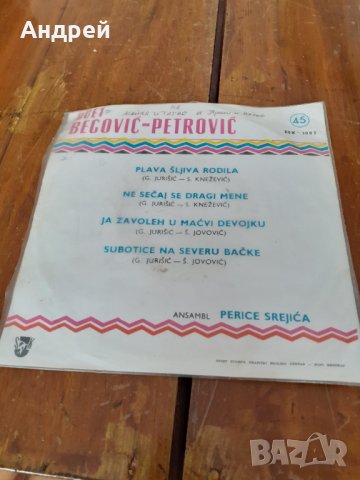 Андрей
DUET
BEGOVIĆ-PETROVIĆ
45
PLAVA ŠLJIVA RODILA
(G. JURIŠIĆ — S. KNEŽEVIĆ)
NE SEČAJ SE DRAGI MENE
(G. JURIŠIĆ — S. KNEŽEVIĆ)
JA ZAVOLEH U MAČVI DEVOJKU
(G. JURIŠIĆ — Š. JOVOVIĆ)
SUBOTICE NA SEVERU BAČKE
(G. JURIŠIĆ — Š. JOVOVIĆ)
ANSAMBL PERICE SREJIĆA
BAZAR